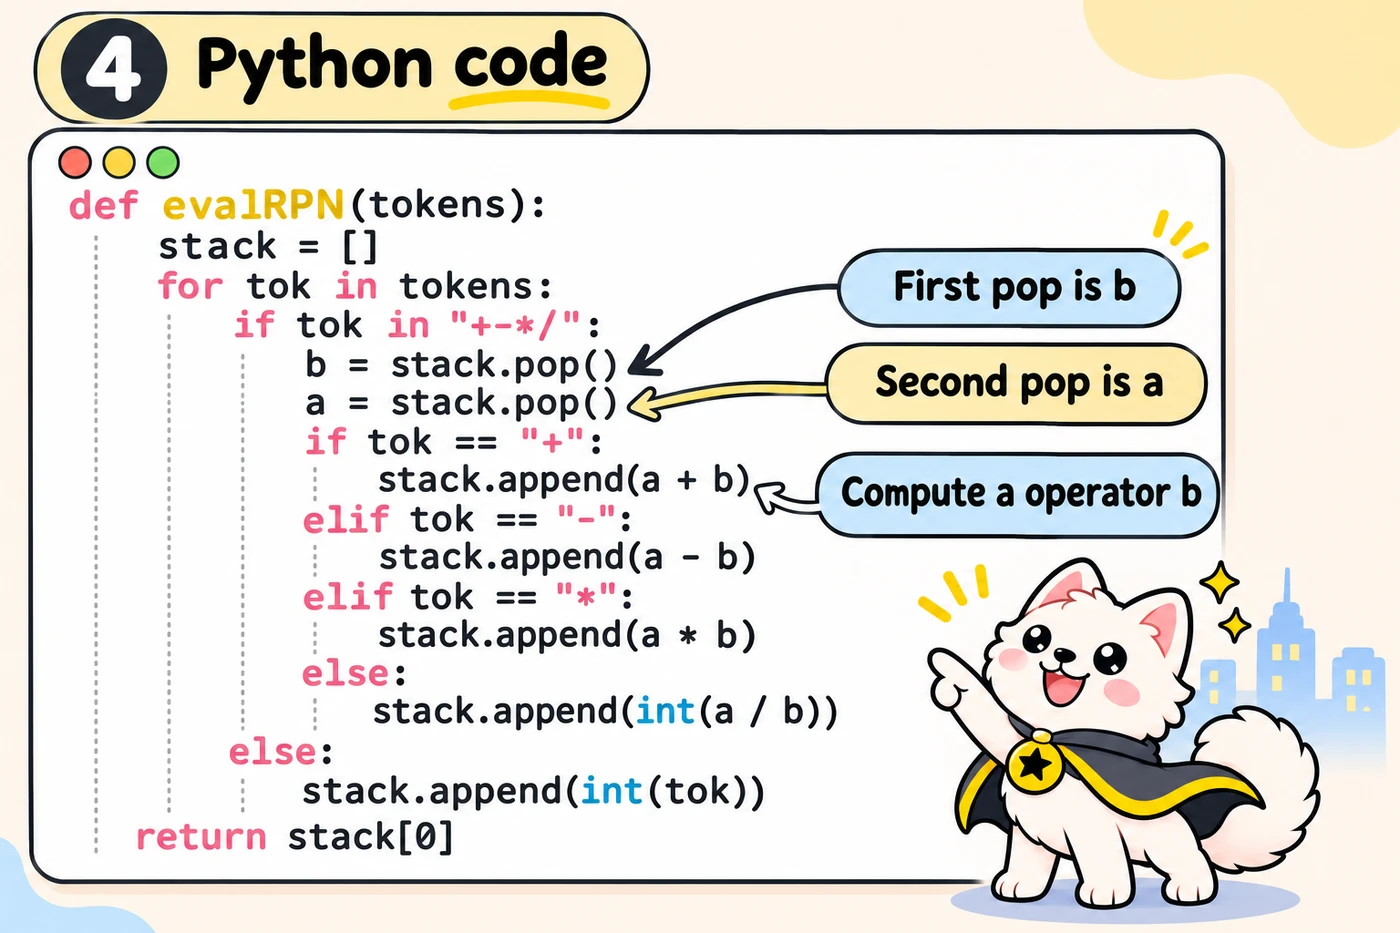 4 Python code
def evalRPN(tokens):
stack = []
for tok in tokens:
if tok in "+-*/":
b = stack.pop()
a = stack.pop()
if tok == "+":
stack.append(a + b)
elif tok == "-":
stack.append(a - b)
elif tok == "*":
stack.append(a * b)
else:
stack.append(int(a / b))
else:
stack.append(int(tok))
return stack[0]
First pop is b
Second pop is a
Compute a operator b